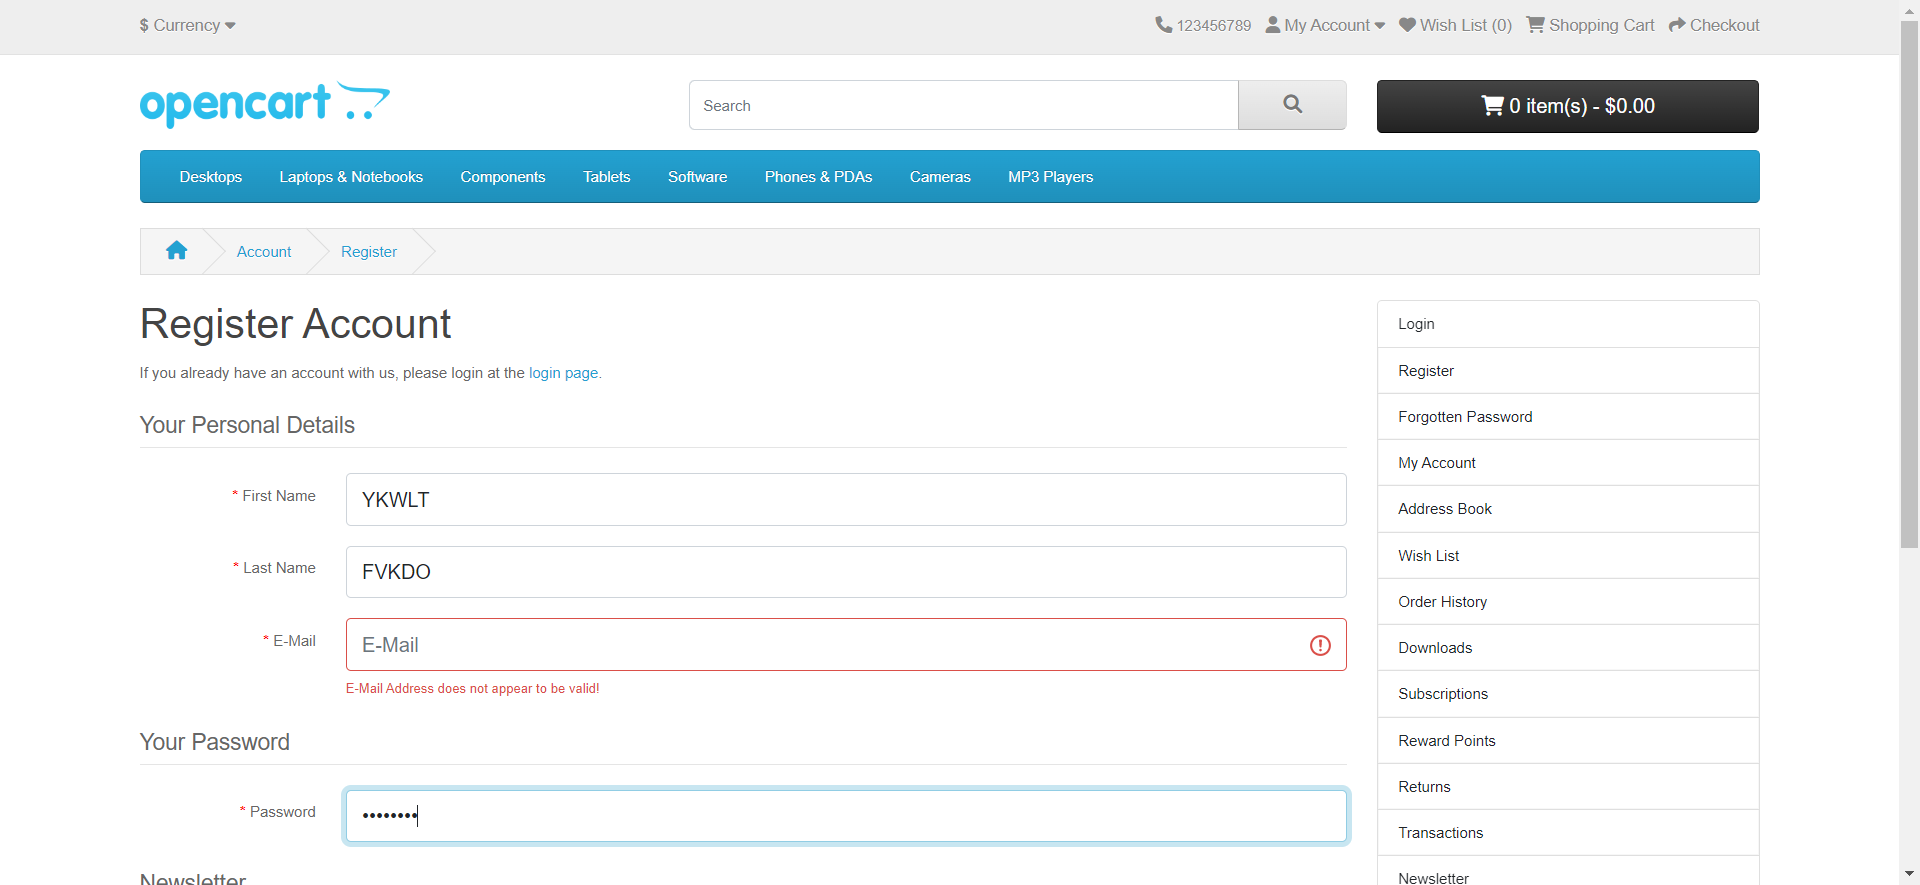 $ Currency
123456789 My Account Wish List (0) Shopping Cart Checkout
opencart
Search
0 item(s) - $0.00
Desktops Laptops & Notebooks Components Tablets Software Phones & PDAs Cameras MP3 Players
Account Register
Register Account
If you already have an account with us, please login at the login page.
Your Personal Details
* First Name YKWLT
* Last Name FVKDO
* E-Mail E-Mail
E-Mail Address does not appear to be valid!
Your Password
* Password ••••••••
Newsletter
Login
Register
Forgotten Password
My Account
Address Book
Wish List
Order History
Downloads
Subscriptions
Reward Points
Returns
Transactions
Newsletter